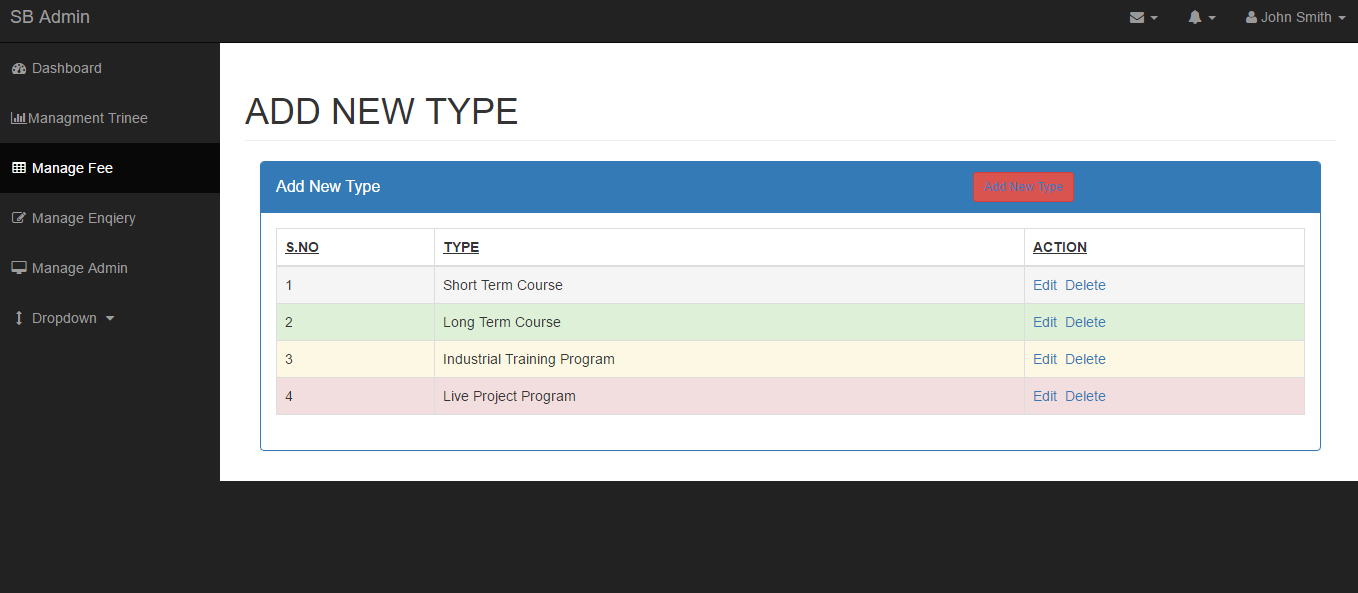 SB Admin
John Smith
Dashboard
Managment Trinee
Manage Fee
Manage Enqiery
Manage Admin
Dropdown
ADD NEW TYPE
Add New Type
Add New Type
S.NO TYPE ACTION
1 Short Term Course Edit Delete
2 Long Term Course Edit Delete
3 Industrial Training Program Edit Delete
4 Live Project Program Edit Delete